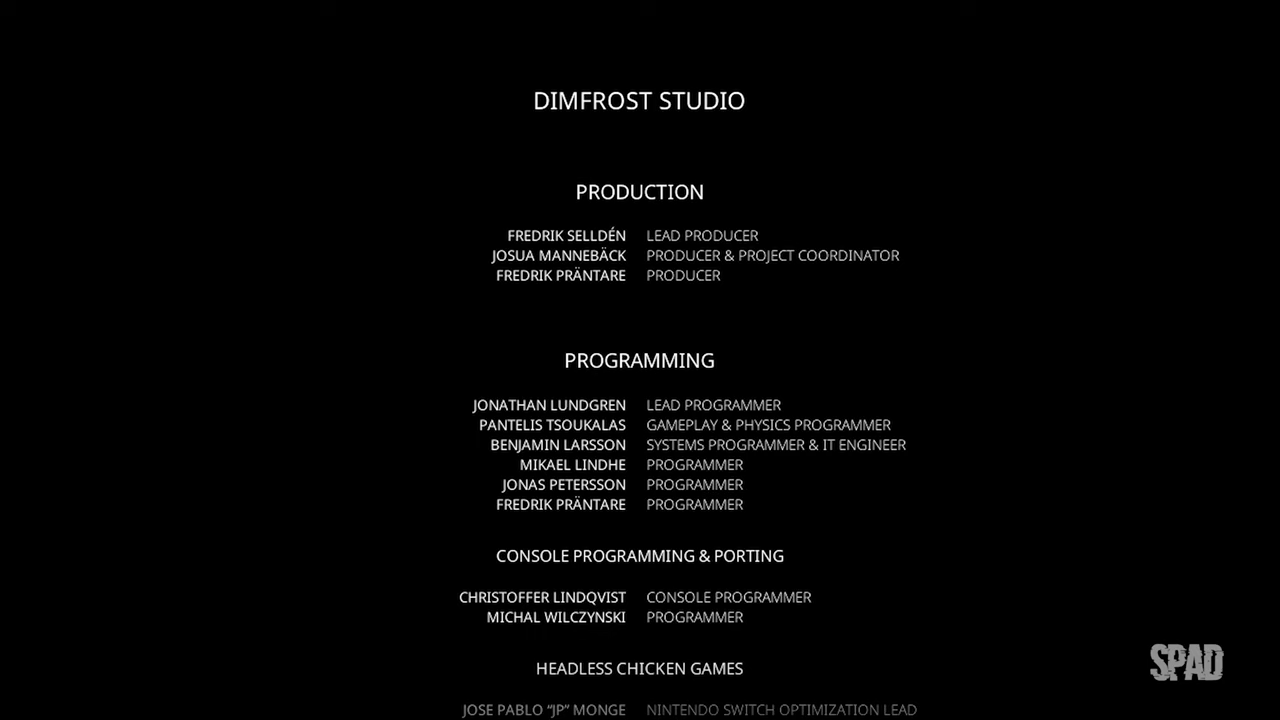 DIMFROST STUDIO
PRODUCTION
FREDRIK SELLDÉN LEAD PRODUCER
JOSUA MANNEBÄCK PRODUCER & PROJECT COORDINATOR
FREDRIK PRÄNTARE PRODUCER
PROGRAMMING
JONATHAN LUNDGREN LEAD PROGRAMMER
PANTELIS TSOUKALAS GAMEPLAY & PHYSICS PROGRAMMER
BENJAMIN LARSSON SYSTEMS PROGRAMMER & IT ENGINEER
MIKAEL LINDHE PROGRAMMER
JONAS PETERSSON PROGRAMMER
FREDRIK PRÄNTARE PROGRAMMER
CONSOLE PROGRAMMING & PORTING
CHRISTOFFER LINDQVIST CONSOLE PROGRAMMER
MICHAL WILCZYNSKI PROGRAMMER
HEADLESS CHICKEN GAMES
JOSE PABLO “JP” MONGE NINTENDO SWITCH OPTIMIZATION LEAD
SPAD